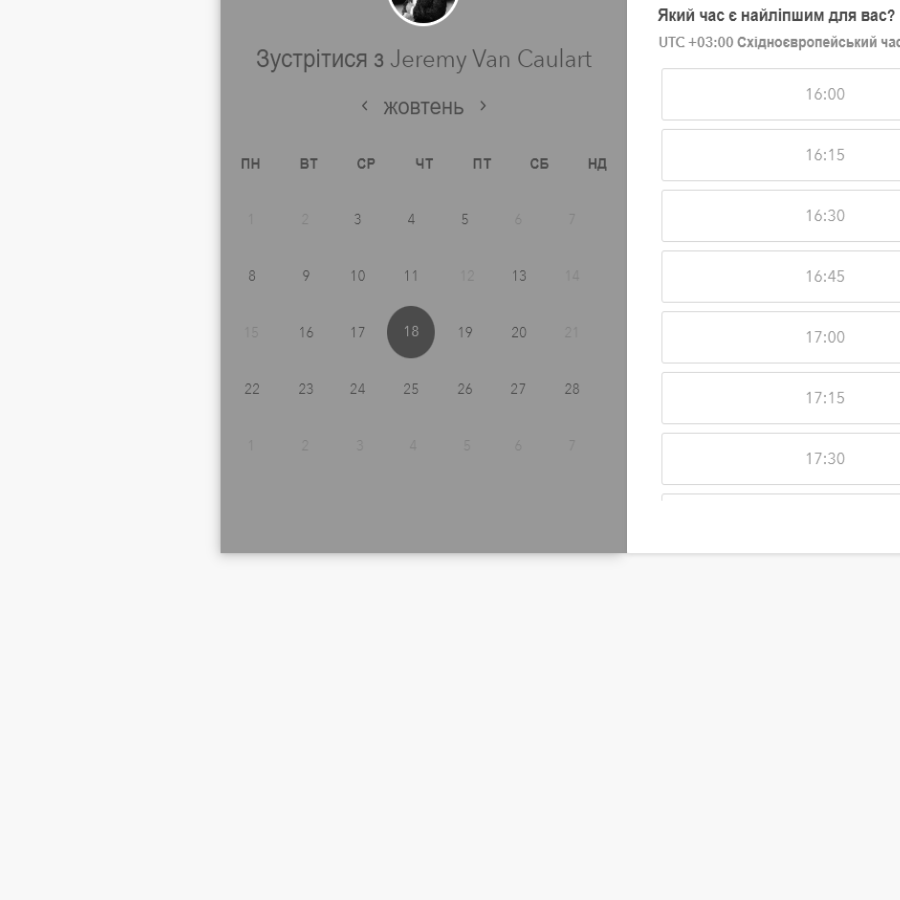 Зустрітися з Jeremy Van Caulart
‹ жовтень ›
ПН ВТ СР ЧТ ПТ СБ НД
1 2 3 4 5 6 7
8 9 10 11 12 13 14
15 16 17 18 19 20 21
22 23 24 25 26 27 28
1 2 3 4 5 6 7
Який час є найліпшим для вас?
UTC +03:00 Східноєвропейський час
16:00
16:15
16:30
16:45
17:00
17:15
17:30